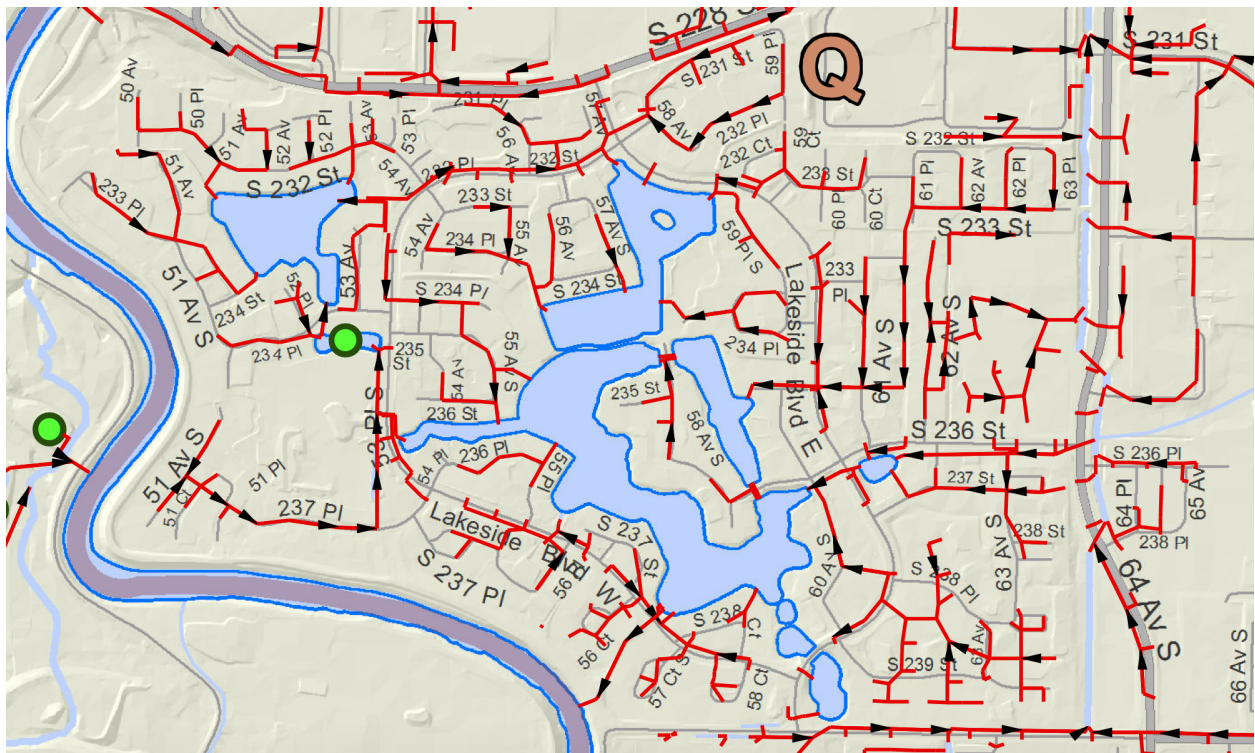 S 228 S
S 231 St
59 Pl
Q
S 231 St
50 Av
50 Pl
51 Av
52 Av
52 Pl
53 Av
53 Pl
231 Pl
56 A
57 Av
58 Av
232 Pl
59 Ct
S 232 St
S 232 St
54 Av
232 Pl
232 St
232 Ct
233 St
61 Pl
62 Av
62 Pl
63 Pl
51 Av
233 Pl
233 St
60 Pl
60 Ct
S 233 St
54 Av
234 Pl
55 Av
56 Av
57 Av S
59 Pl S
51 Av S
53 Av
234 St
52 Pl
S 234 Pl
S 234 St
Lakeside Blvd E
233 Pl
234 Pl
235 St
234 Pl
61 Av S
62 Av S
54 Av
55 Av S
235 St
58 Av S
236 St
S 236 St
53 Pl S
54 Pl
236 Pl
55 Pl
S 236 Pl
51 Av S
51 Ct
51 Pl
237 Pl
237 St
64 Pl
65 Av
Lakeside Blvd W
S 237 St
238 St
238 Pl
S 237 Pl
56 Pl
60 Av
63 Av S
S 238 Pl
64 Av S
56 Ct
S 238 Ct
57 Ct S
58 Ct
S 239 St
63 Av
66 Av S